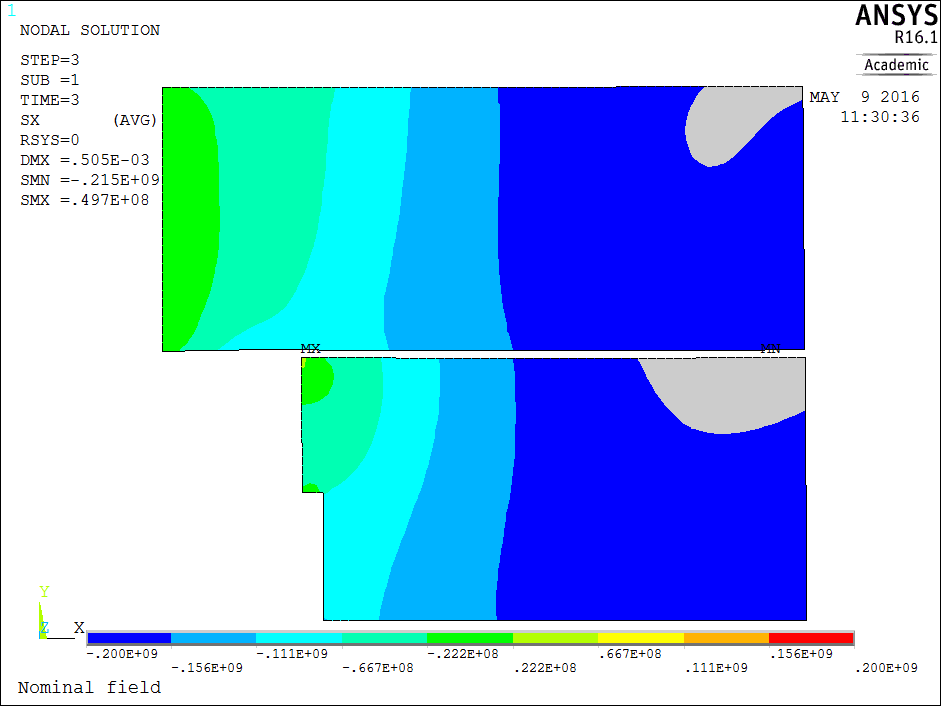 1
ANSYS
R16.1
Academic
NODAL SOLUTION
STEP=3
SUB =1
TIME=3
SX (AVG)
RSYS=0
DMX =.505E-03
SMN =-.215E+09
SMX =.497E+08
MAY 9 2016
11:30:36
MX MN
Y
Z X
-.200E+09 -.111E+09 -.222E+08 .667E+08 .156E+09
-.156E+09 -.667E+08 .222E+08 .111E+09 .200E+09
Nominal field